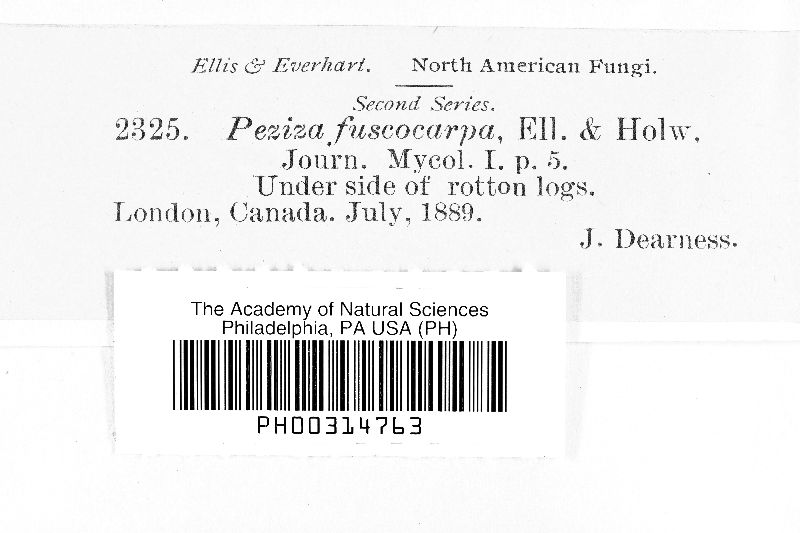 Ellis & Everhart. North American Fungi.
Second Series.
2325. Peziza fuscocarpa, Ell. & Holw.
Journ. Mycol. I. p. 5.
Under side of rotton logs.
London, Canada. July, 1889.
J. Dearness.
The Academy of Natural Sciences
Philadelphia, PA USA (PH)
PH00314763